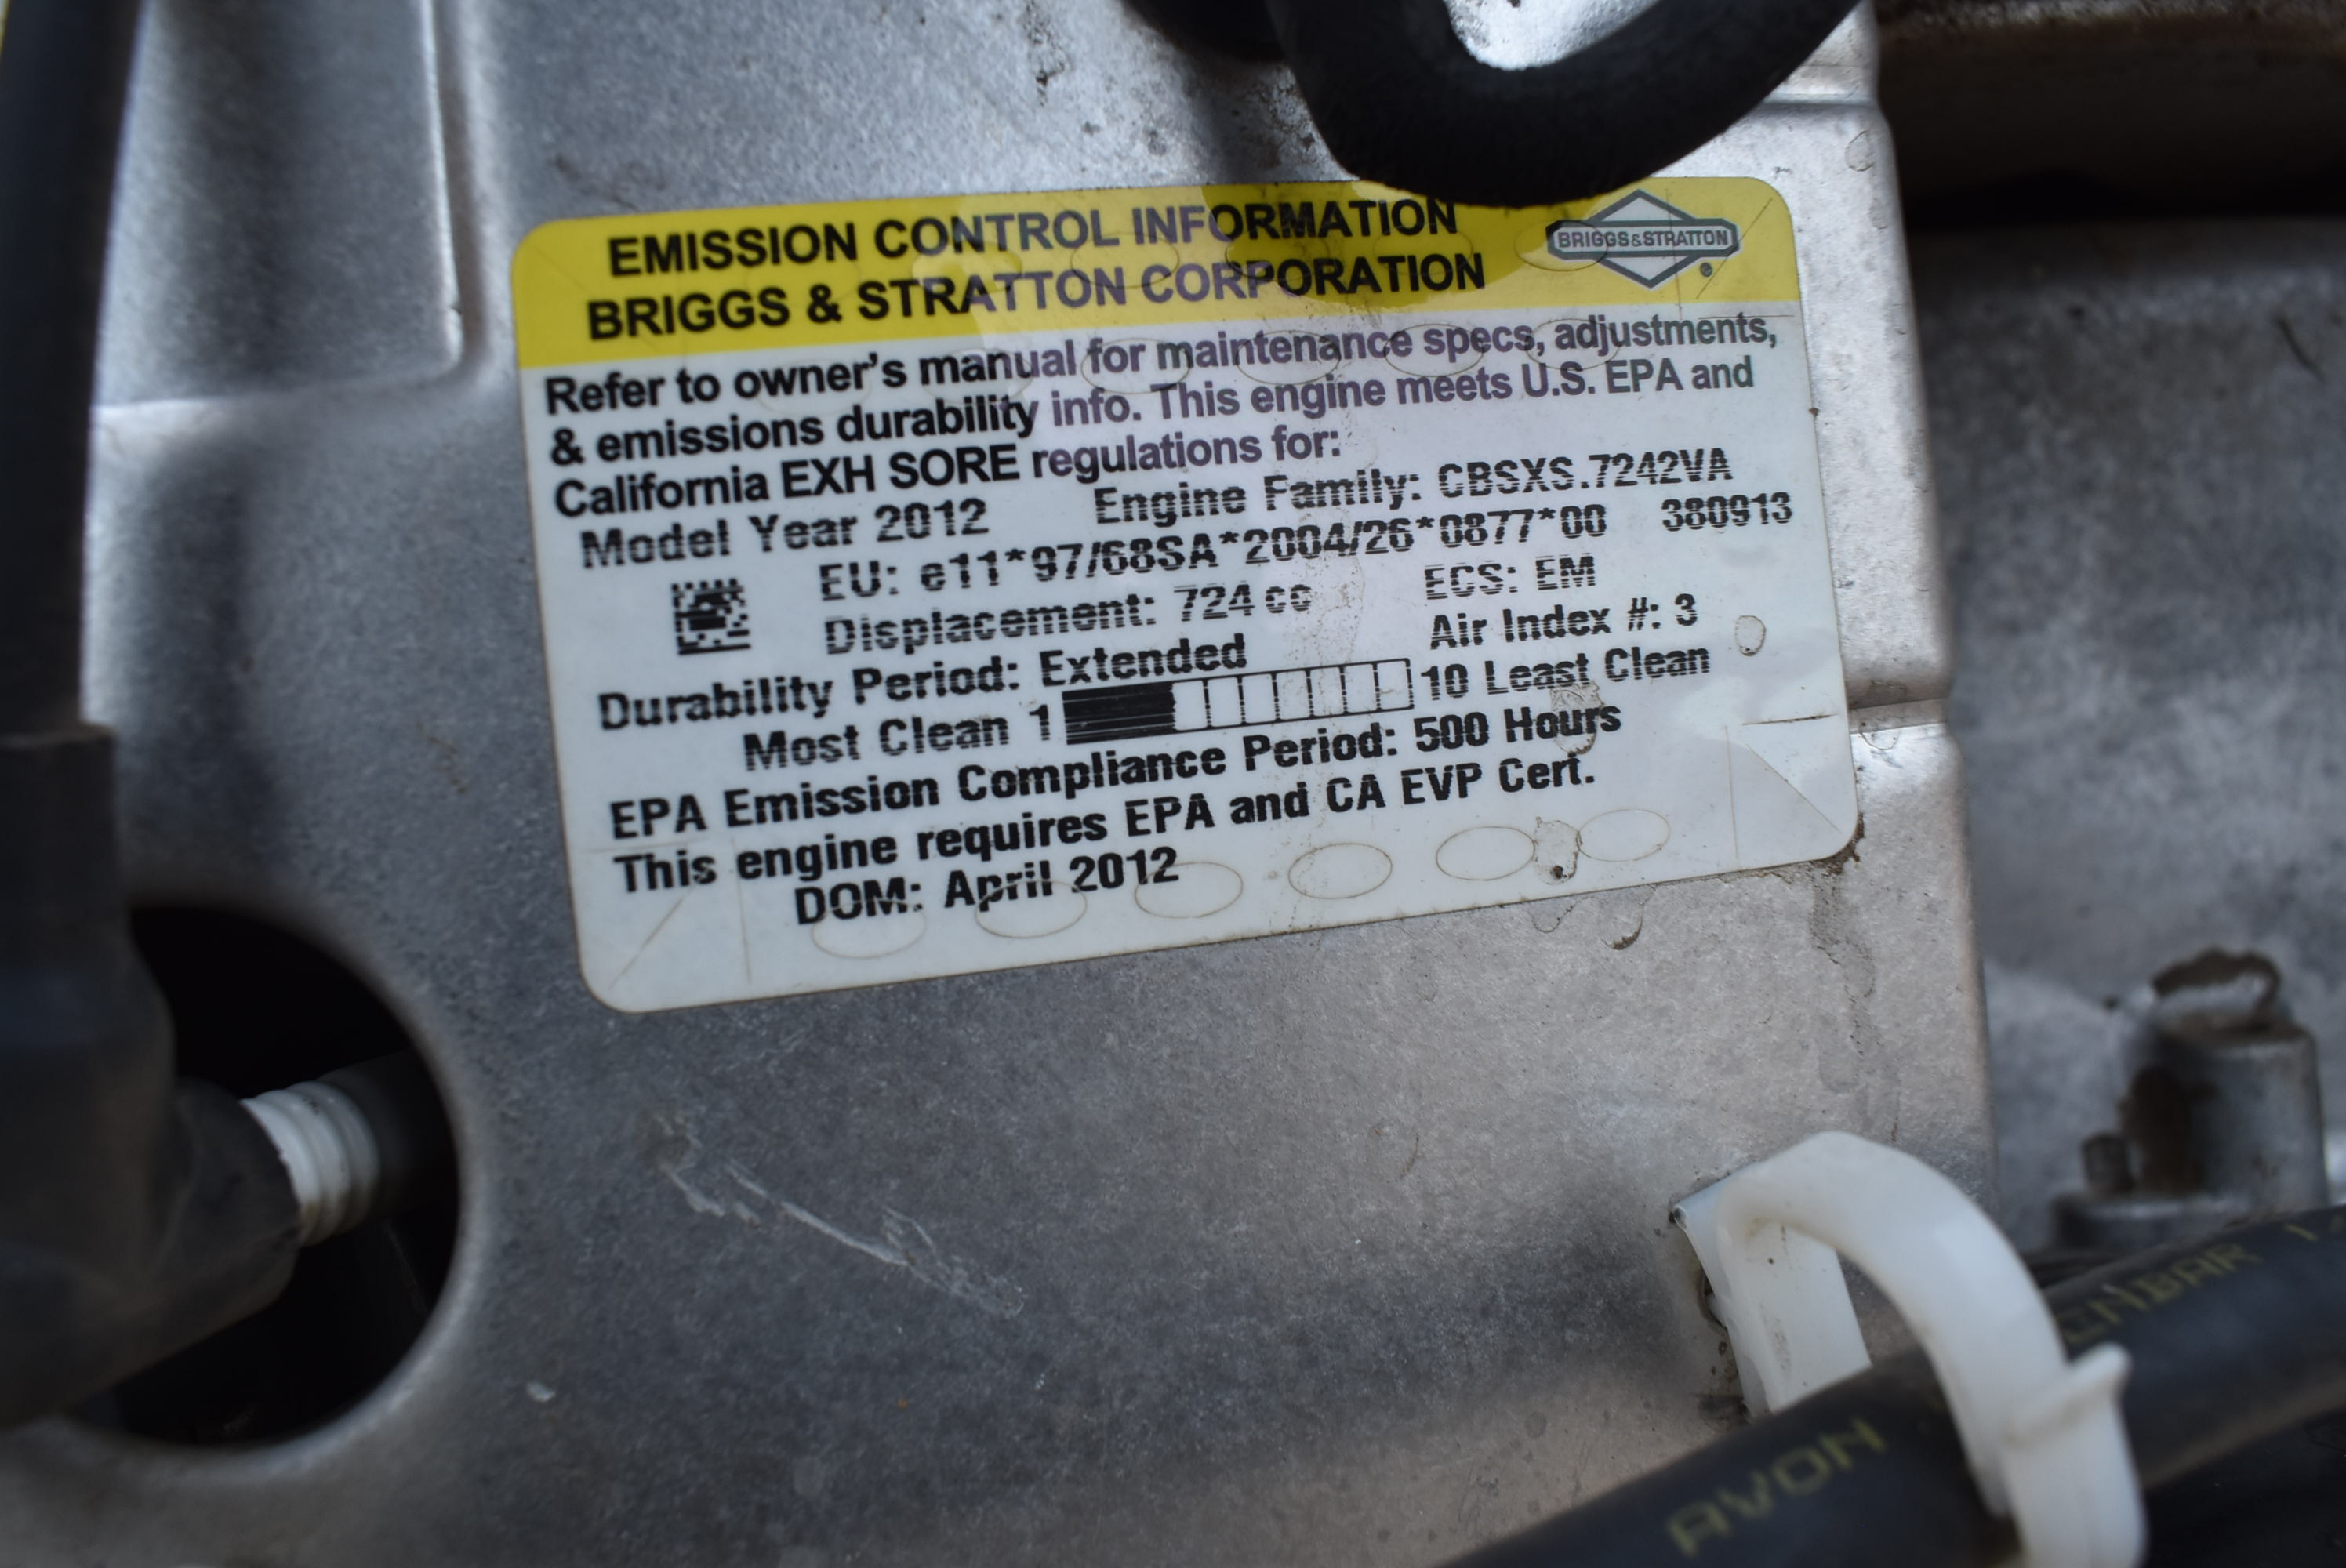 EMISSION CONTROL INFORMATION
BRIGGS & STRATTON CORPORATION
BRIGGS&STRATTON
Refer to owner's manual for maintenance specs, adjustments,
& emissions durability info. This engine meets U.S. EPA and
California EXH SORE regulations for:
Model Year 2012 Engine Family: CBSXS.7242VA
EU: e11*97/68SA*2004/26*0877*00 380913
Displacement: 724 cc ECS: EM
Durability Period: Extended Air Index #: 3
Most Clean 1 10 Least Clean
EPA Emission Compliance Period: 500 Hours
This engine requires EPA and CA EVP Cert.
DOM: April 2012
AVON